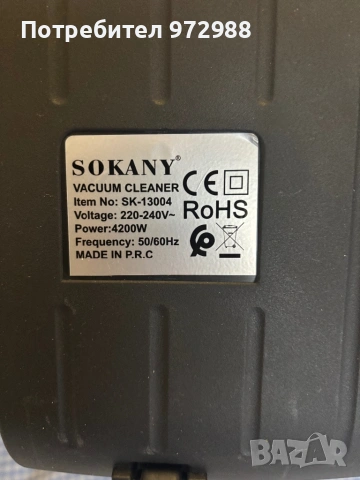 Потребител 972988
SOKANY®
VACUUM CLEANER
Item No: SK-13004
Voltage: 220-240V~
Power:4200W
Frequency: 50/60Hz
MADE IN P.R.C
CE
RoHS
BAZAR